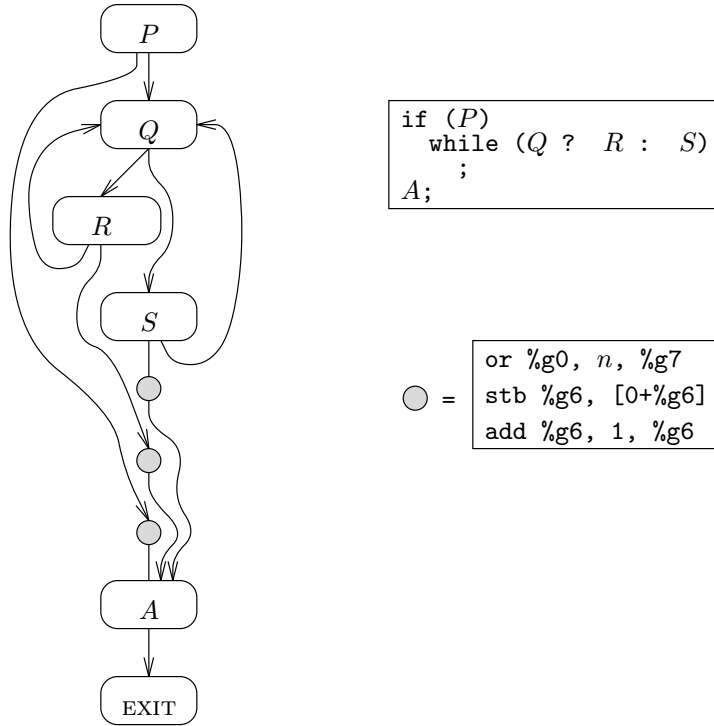 P
Q
R
S
A
EXIT
if (P)
while (Q ? R : S)
;
A;
=
or %g0, n, %g7
stb %g6, [0+%g6]
add %g6, 1, %g6